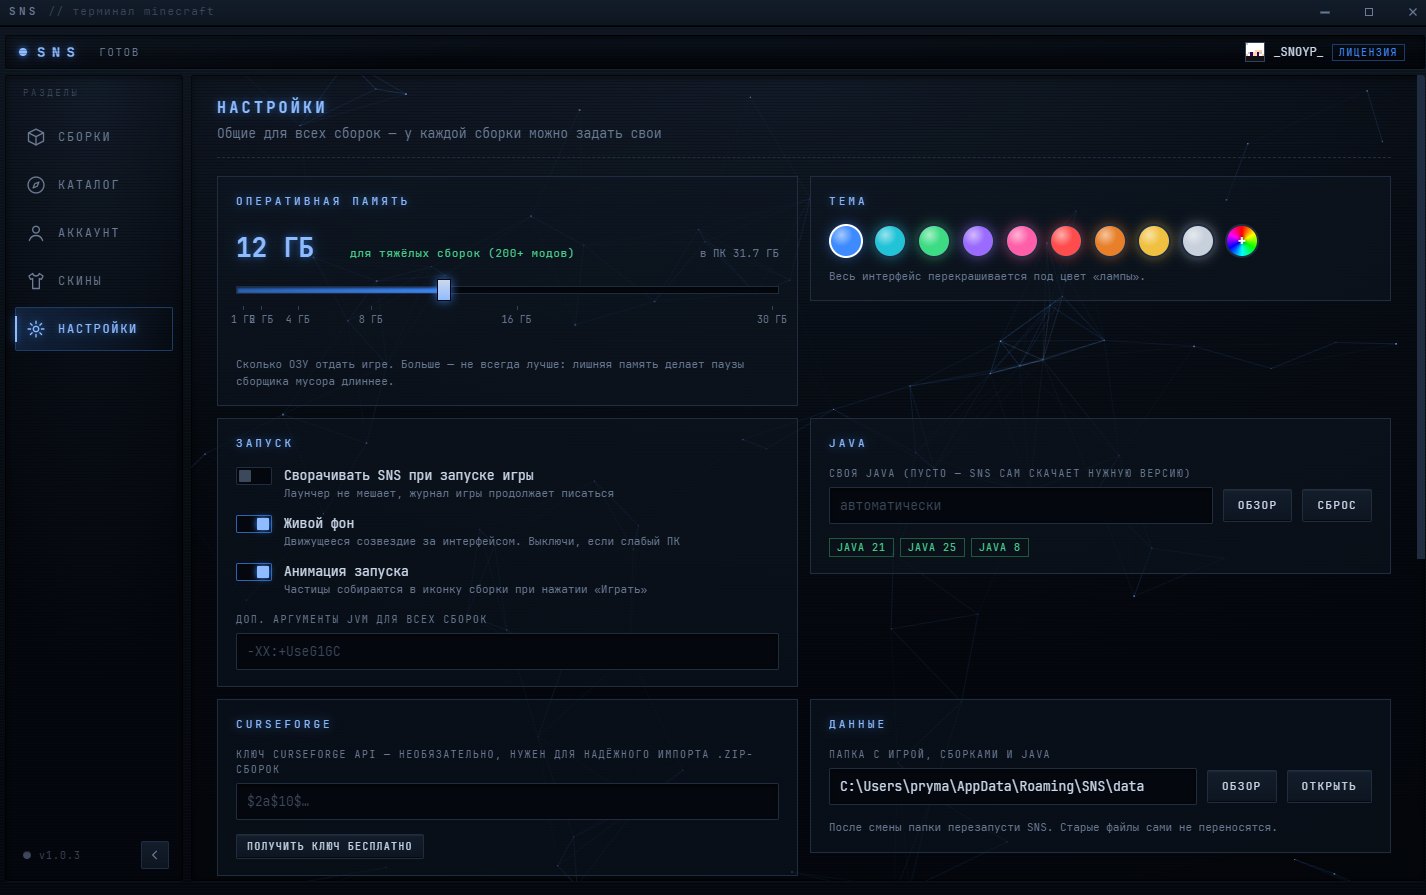 SNS // терминал minecraft
SNS ГОТОВ
_SNOYP_ ЛИЦЕНЗИЯ
РАЗДЕЛЫ
СБОРКИ
КАТАЛОГ
АККАУНТ
СКИНЫ
НАСТРОЙКИ
v1.0.3
НАСТРОЙКИ
Общие для всех сборок — у каждой сборки можно задать свои
ОПЕРАТИВНАЯ ПАМЯТЬ
12 ГБ для тяжёлых сборок (200+ модов) в ПК 31.7 ГБ
1 ГБ 2 ГБ 4 ГБ 8 ГБ 16 ГБ 30 ГБ
Сколько ОЗУ отдать игре. Больше — не всегда лучше: лишняя память делает паузы
сборщика мусора длиннее.
ТЕМА
Весь интерфейс перекрашивается под цвет «лампы».
ЗАПУСК
Сворачивать SNS при запуске игры
Лаунчер не мешает, журнал игры продолжает писаться
Живой фон
Движущееся созвездие за интерфейсом. Выключи, если слабый ПК
Анимация запуска
Частицы собираются в иконку сборки при нажатии «Играть»
ДОП. АРГУМЕНТЫ JVM ДЛЯ ВСЕХ СБОРОК
-XX:+UseG1GC
JAVA
СВОЯ JAVA (ПУСТО — SNS САМ СКАЧАЕТ НУЖНУЮ ВЕРСИЮ)
автоматически ОБЗОР СБРОС
JAVA 21 JAVA 25 JAVA 8
CURSEFORGE
КЛЮЧ CURSEFORGE API — НЕОБЯЗАТЕЛЬНО, НУЖЕН ДЛЯ НАДЁЖНОГО ИМПОРТА .ZIP-
СБОРОК
$2a$10$…
ПОЛУЧИТЬ КЛЮЧ БЕСПЛАТНО
ДАННЫЕ
ПАПКА С ИГРОЙ, СБОРКАМИ И JAVA
C:\Users\pryma\AppData\Roaming\SNS\data ОБЗОР ОТКРЫТЬ
После смены папки перезапусти SNS. Старые файлы сами не переносятся.